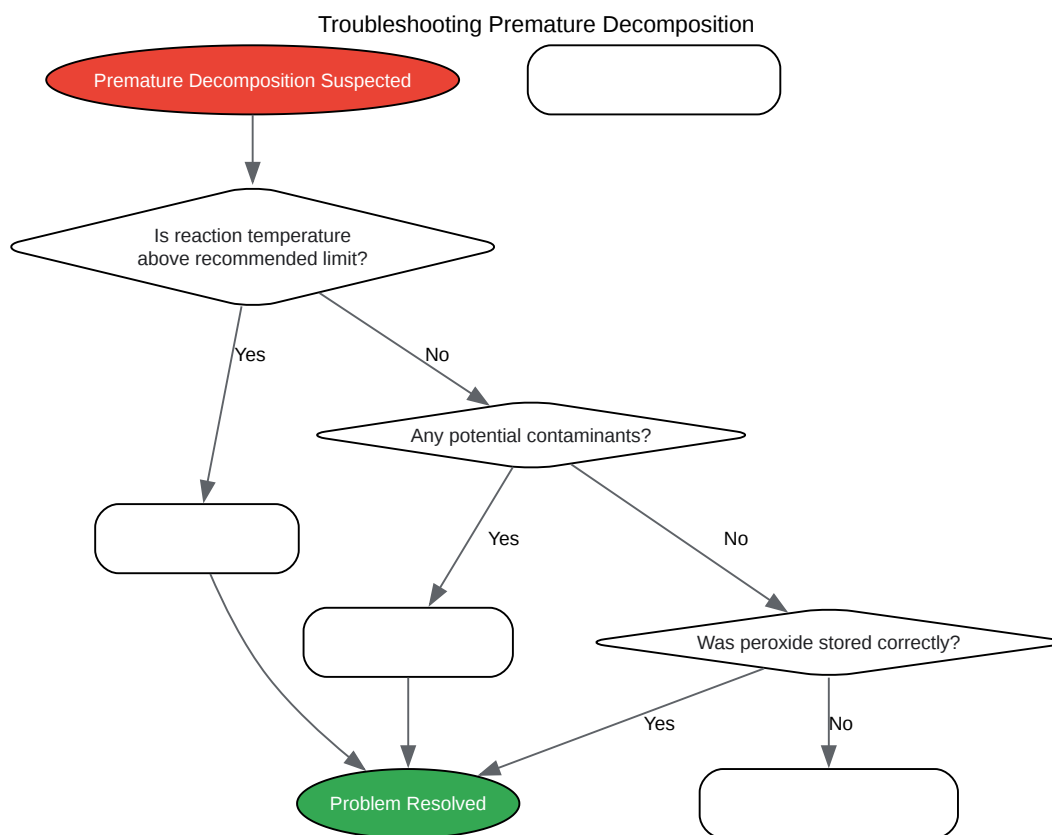 Troubleshooting Premature Decomposition
Premature Decomposition Suspected
Is reaction temperature
above recommended limit?
Yes
No
Any potential contaminants?
Yes
No
Was peroxide stored correctly?
Yes
No
Problem Resolved